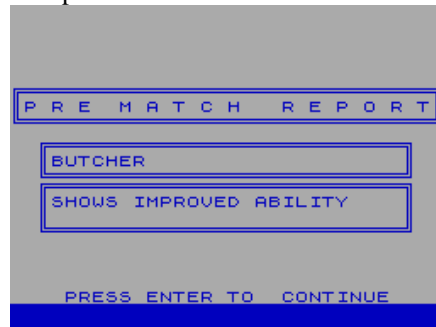 PRE MATCH REPORT
BUTCHER
SHOWS IMPROVED ABILITY
PRESS ENTER TO CONTINUE